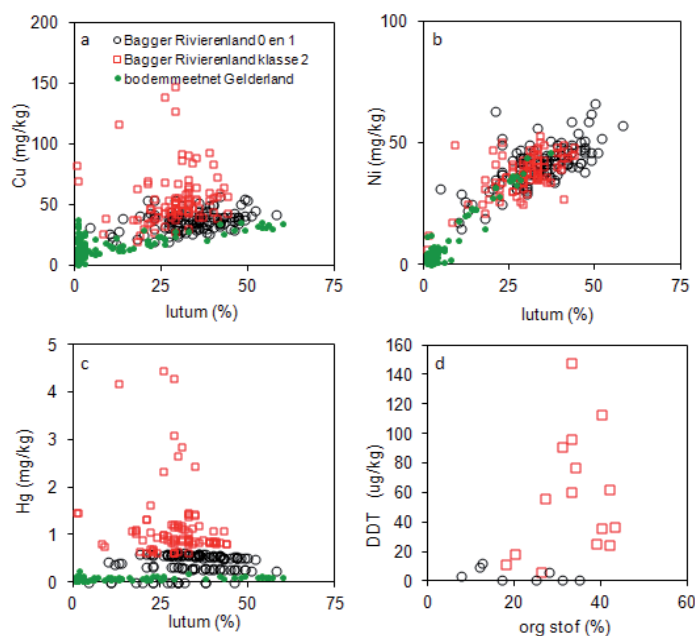 a
Bagger Rivierenland 0 en 1
Bagger Rivierenland klasse 2
bodemmeetnet Gelderland
200
150
100
50
0
Cu (mg/kg)
0 25 50 75
lutum (%)
b
100
50
0
Ni (mg/kg)
0 25 50 75
lutum (%)
c
5
4
3
2
1
0
Hg (mg/kg)
0 25 50 75
lutum (%)
d
160
140
120
100
80
60
40
20
0
DDT (ug/kg)
0 20 40 60
org stof (%)